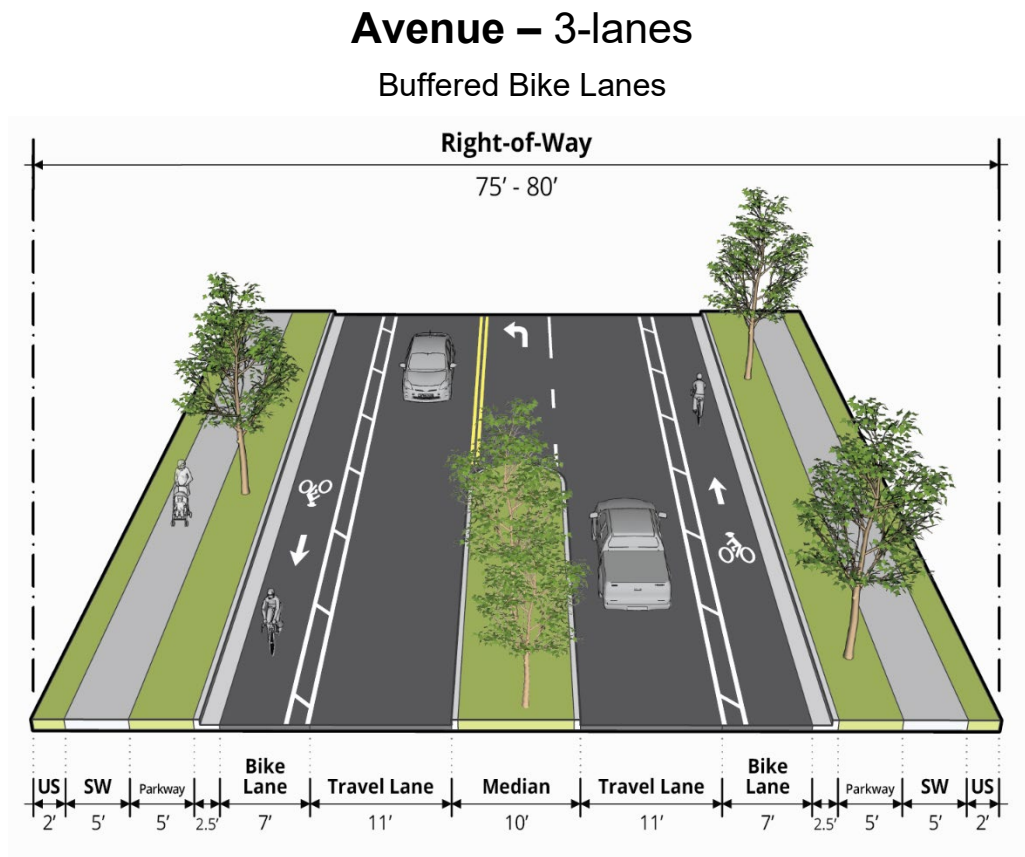 Avenue – 3-lanes
Buffered Bike Lanes
Right-of-Way
75' - 80'
US SW Parkway Bike Lane Travel Lane Median Travel Lane Bike Lane Parkway SW US
2' 5' 5' 2.5' 7' 11' 10' 11' 7' 2.5' 5' 5' 2'